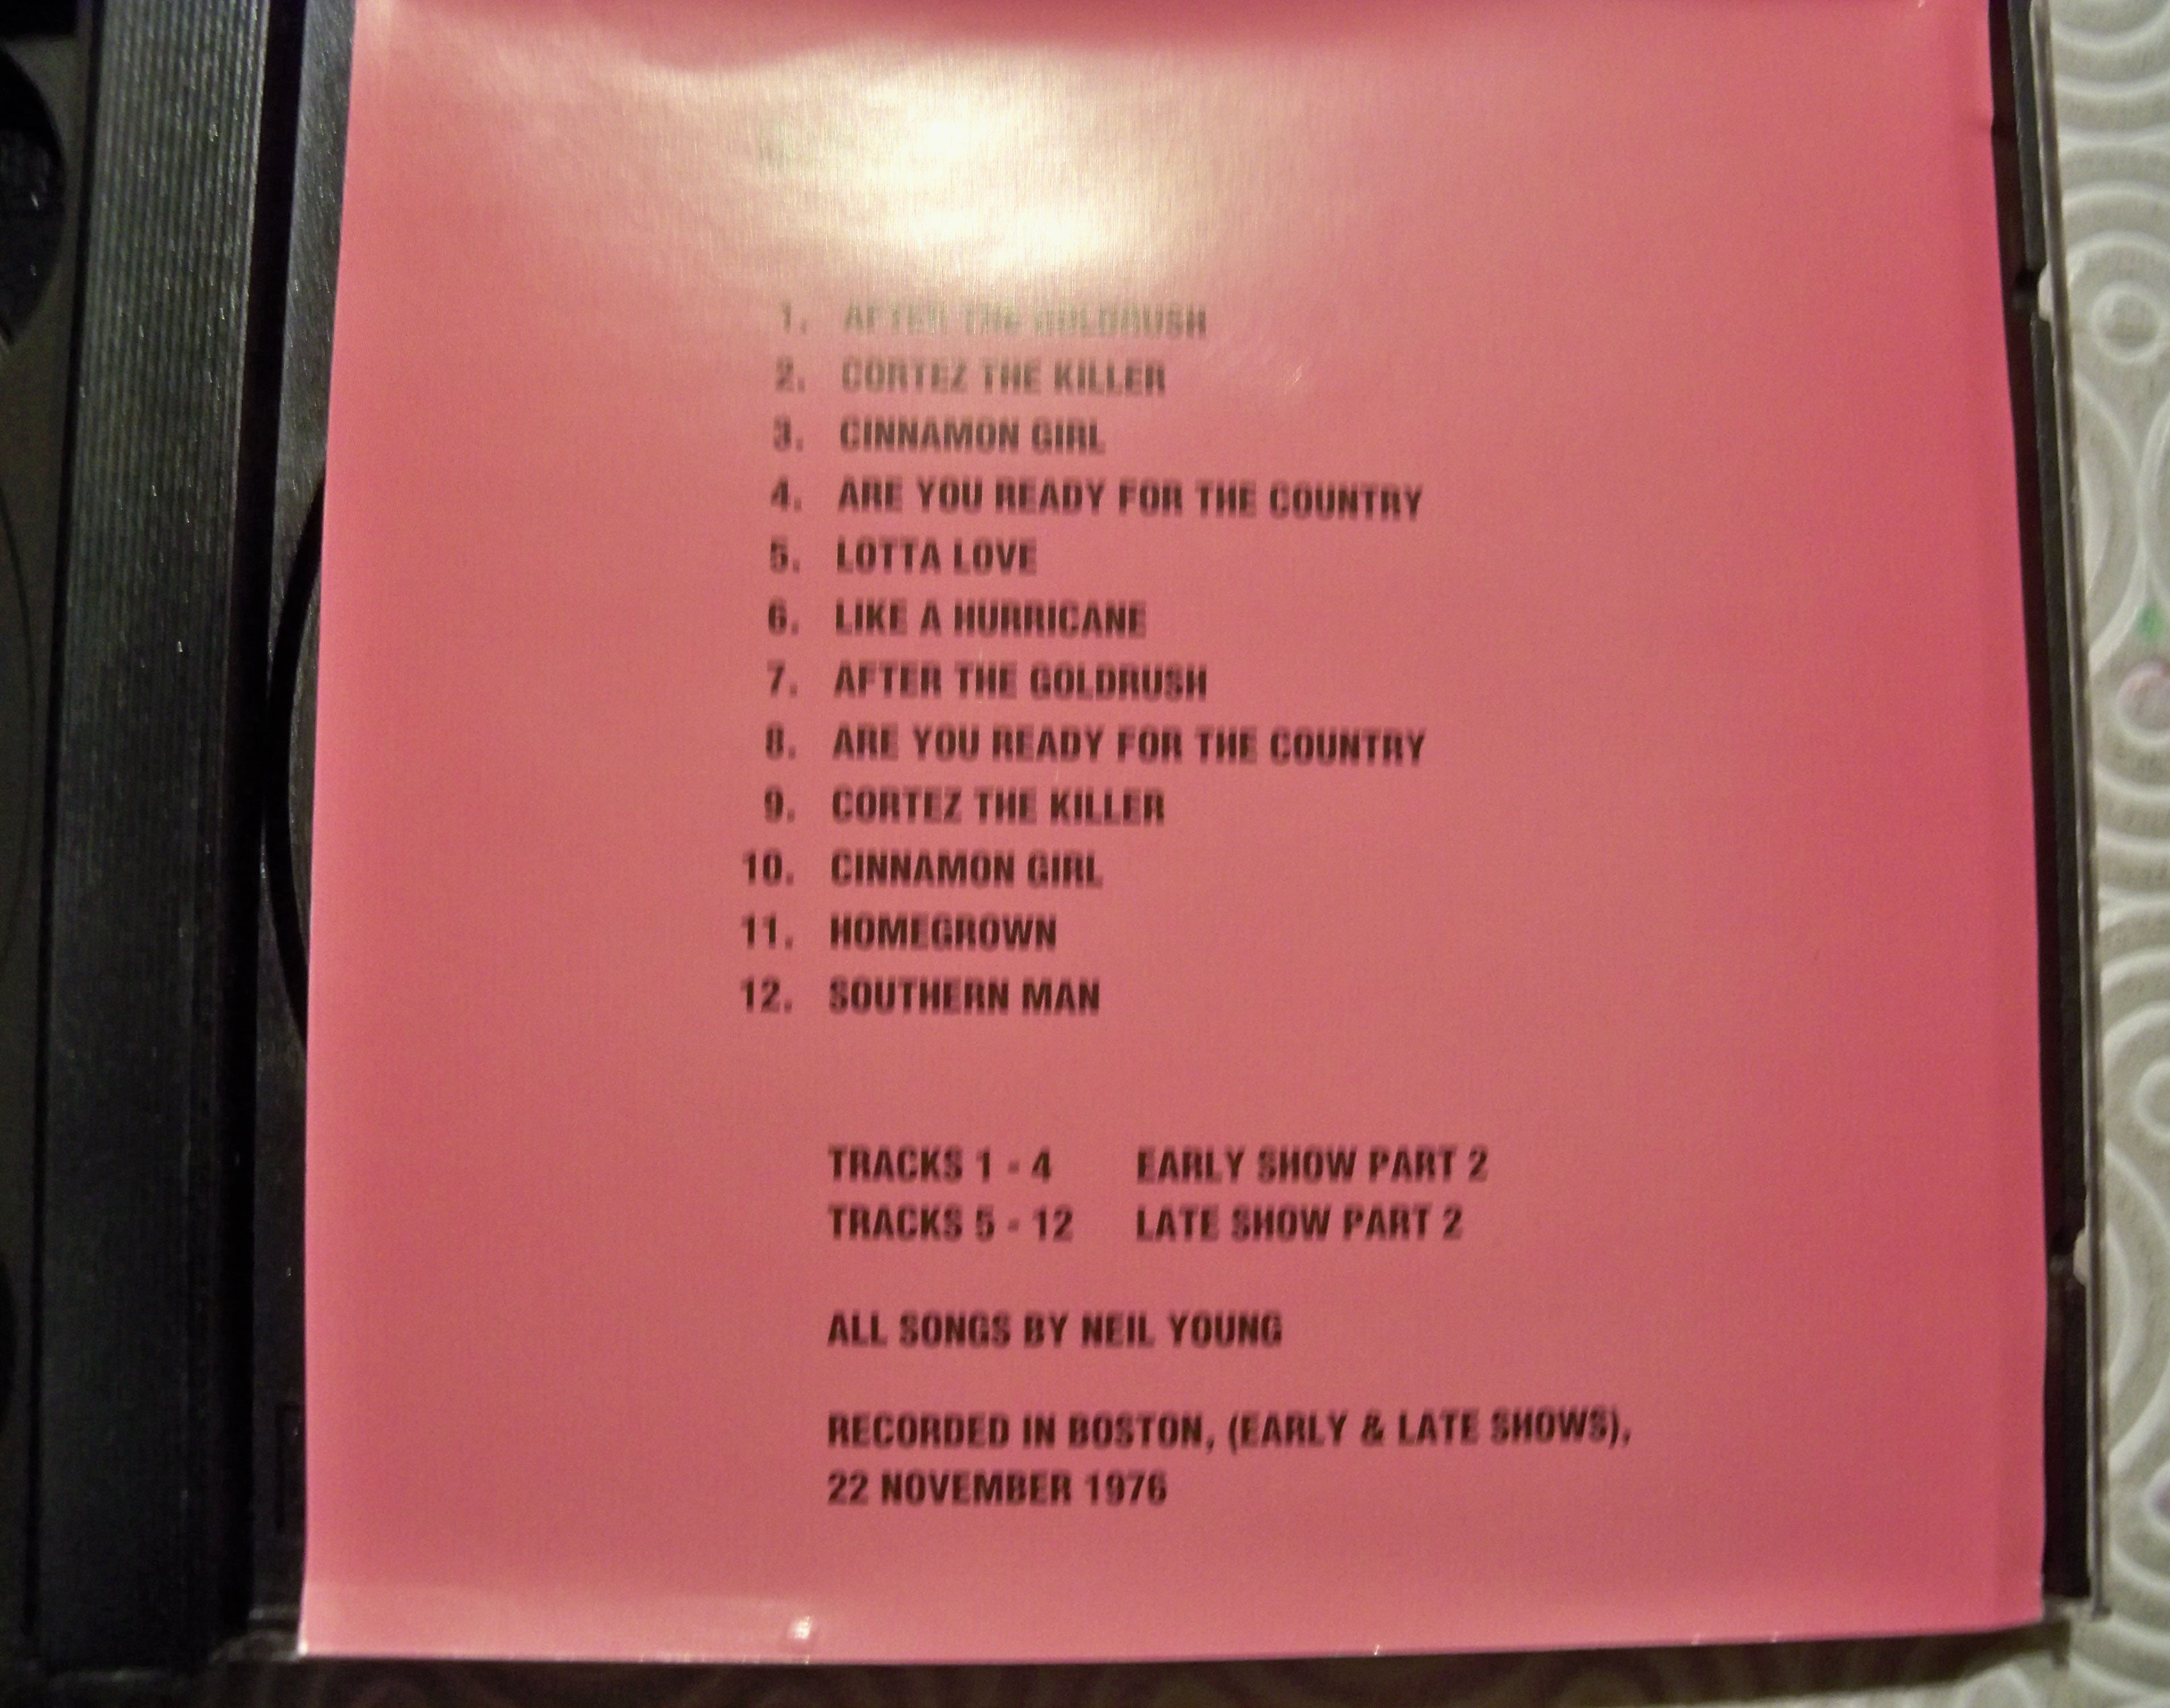 1. AFTER THE GOLDRUSH
2. CORTEZ THE KILLER
3. CINNAMON GIRL
4. ARE YOU READY FOR THE COUNTRY
5. LOTTA LOVE
6. LIKE A HURRICANE
7. AFTER THE GOLDRUSH
8. ARE YOU READY FOR THE COUNTRY
9. CORTEZ THE KILLER
10. CINNAMON GIRL
11. HOMEGROWN
12. SOUTHERN MAN
TRACKS 1 - 4 EARLY SHOW PART 2
TRACKS 5 - 12 LATE SHOW PART 2
ALL SONGS BY NEIL YOUNG
RECORDED IN BOSTON, (EARLY & LATE SHOWS),
22 NOVEMBER 1976